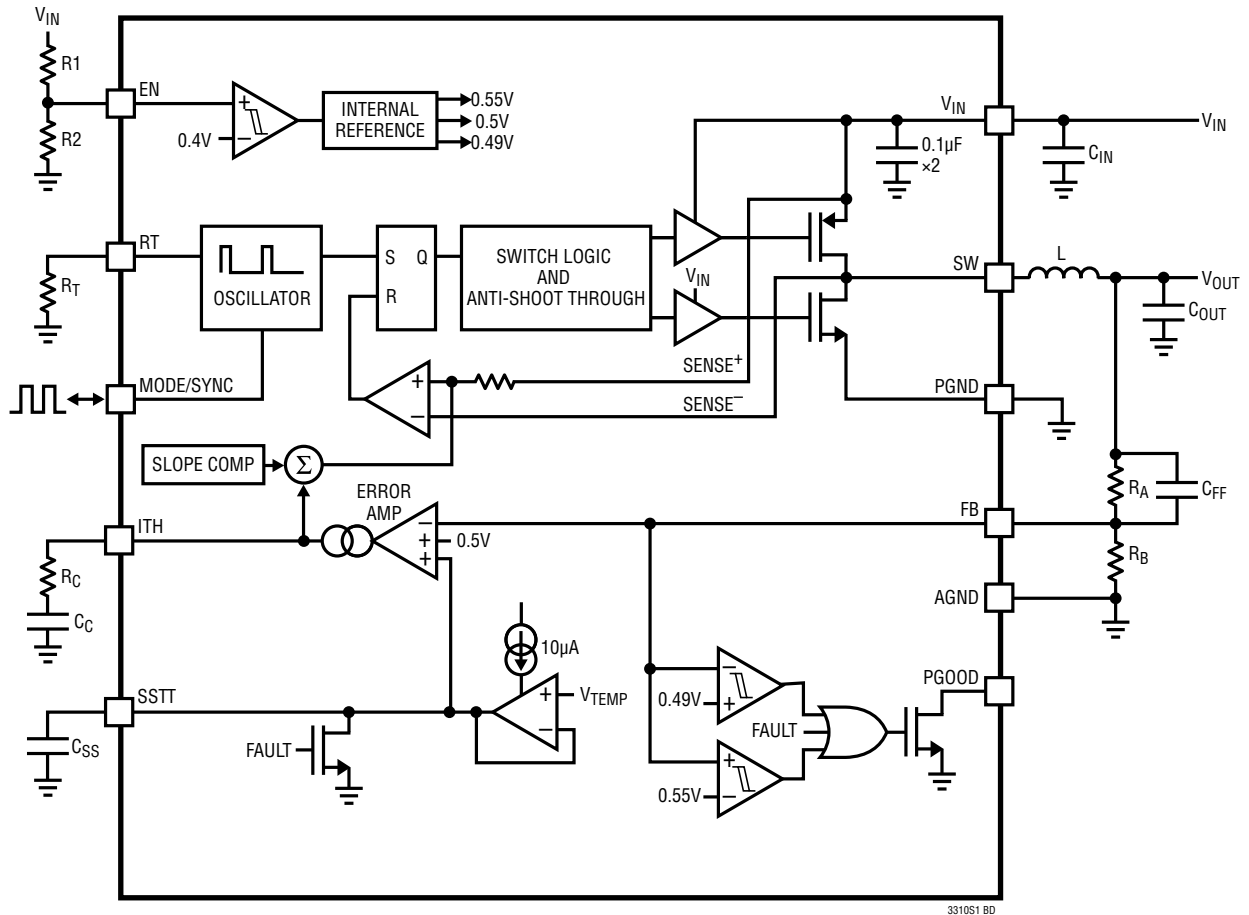 VIN
R1
EN
R2
0.4V
+
−
INTERNAL
REFERENCE
0.55V
0.5V
0.49V
VIN
VIN
0.1µF
×2
CIN
RT
RT
OSCILLATOR
S
Q
R
SWITCH LOGIC
AND
ANTI-SHOOT THROUGH
VIN
SW
L
VOUT
COUT
MODE/SYNC
+
−
SENSE+
SENSE−
PGND
SLOPE COMP
Σ
ERROR
AMP
ITH
−
+
+
0.5V
FB
RA
CFF
RB
RC
CC
AGND
10µA
SSTT
+
−
VTEMP
CSS
FAULT
−
+
0.49V
FAULT
+
−
0.55V
PGOOD
3310S1 BD